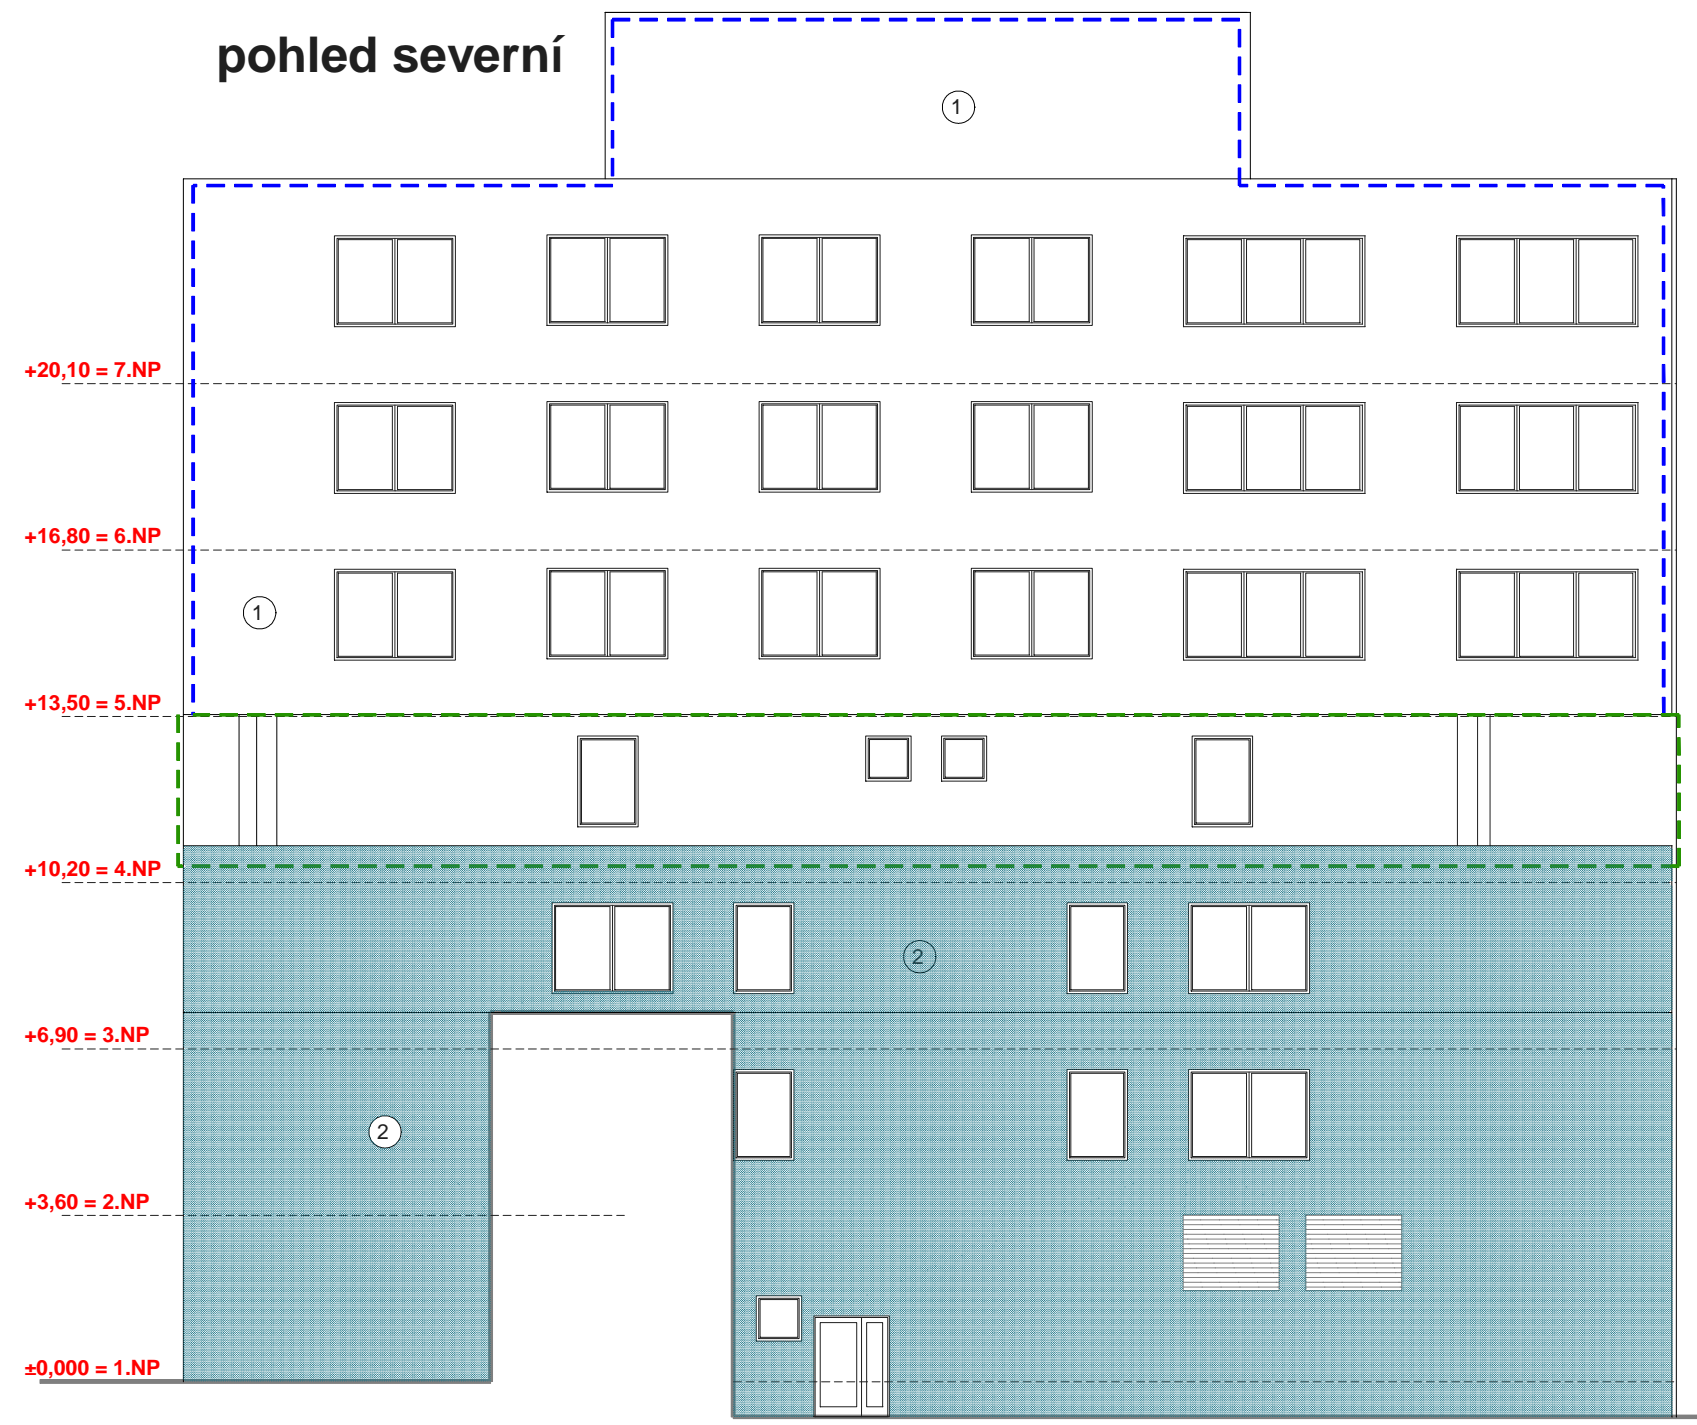 pohled severní
1
+20,10 = 7.NP
+16,80 = 6.NP
1
+13,50 = 5.NP
+10,20 = 4.NP
2
+6,90 = 3.NP
2
+3,60 = 2.NP
±0,000 = 1.NP